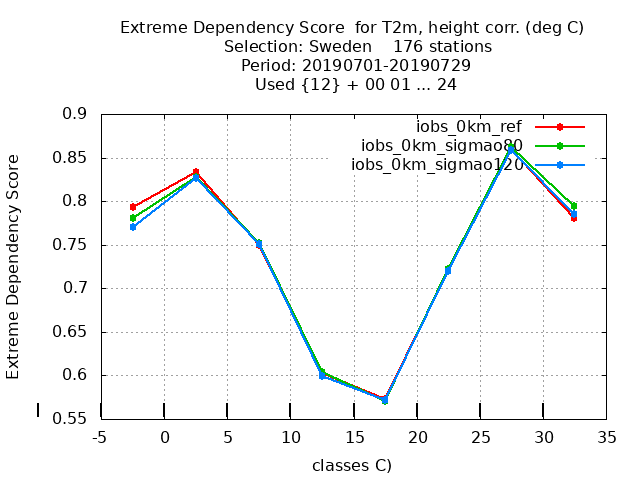 Extreme Dependency Score for T2m, height corr. (deg C)
Selection: Sweden 176 stations
Period: 20190701-20190729
Used {12} + 00 01 ... 24
iobs_0km_ref
iobs_0km_sigmao80
iobs_0km_sigmao120
Extreme Dependency Score
0.9
0.85
0.8
0.75
0.7
0.65
0.6
0.55
-5 0 5 10 15 20 25 30 35
classes C)